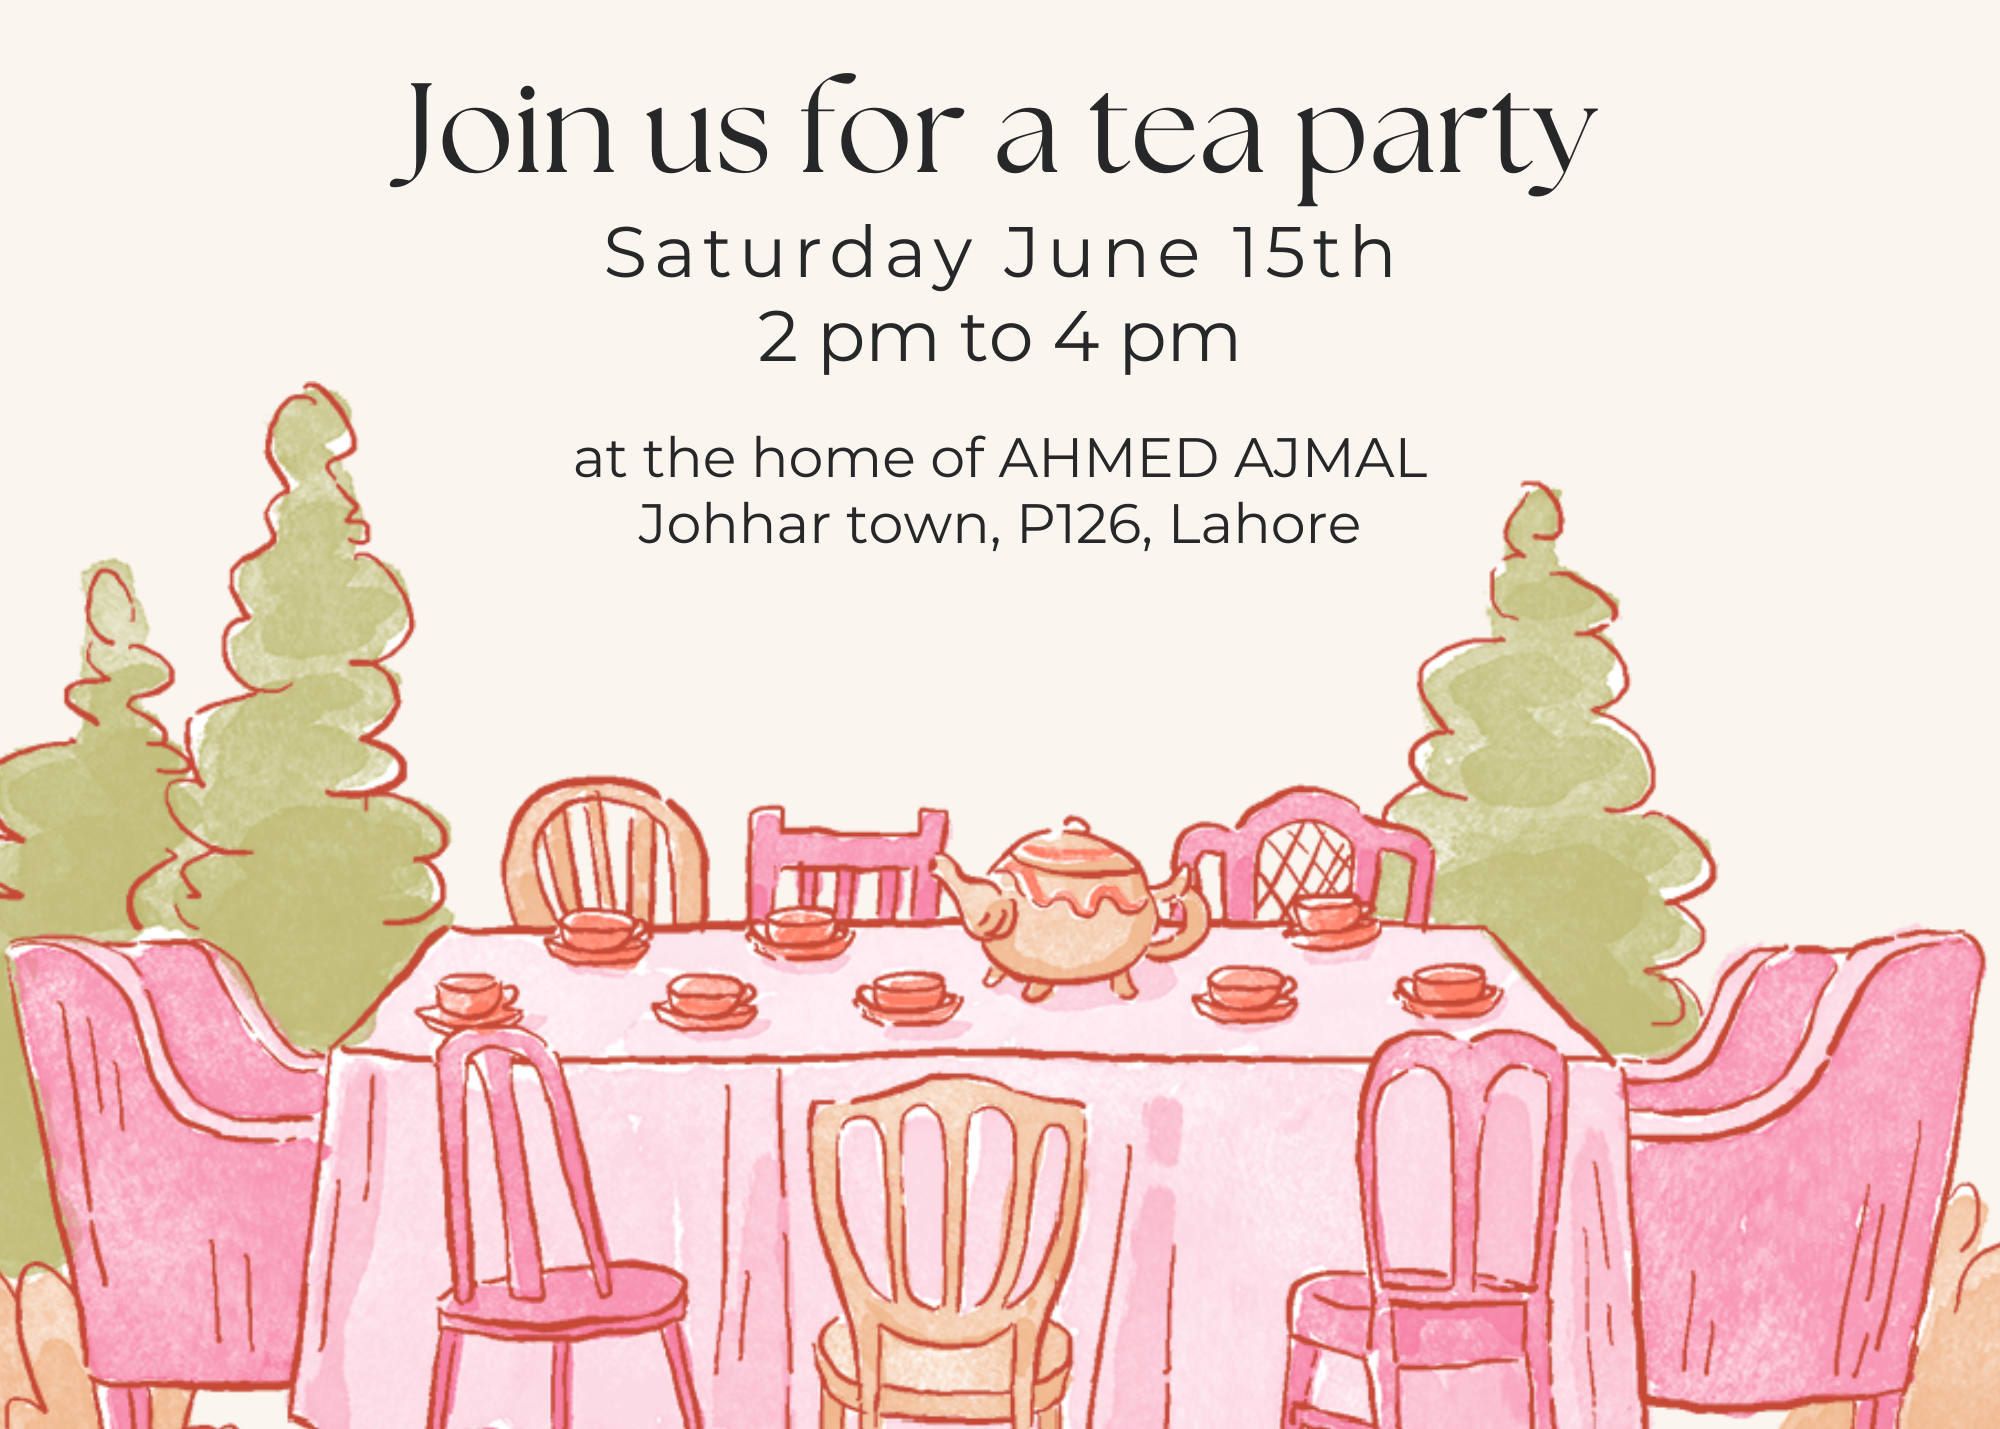 Join us for a tea party
Saturday June 15th
2 pm to 4 pm
at the home of AHMED AJMAL
Johhar town, P126, Lahore